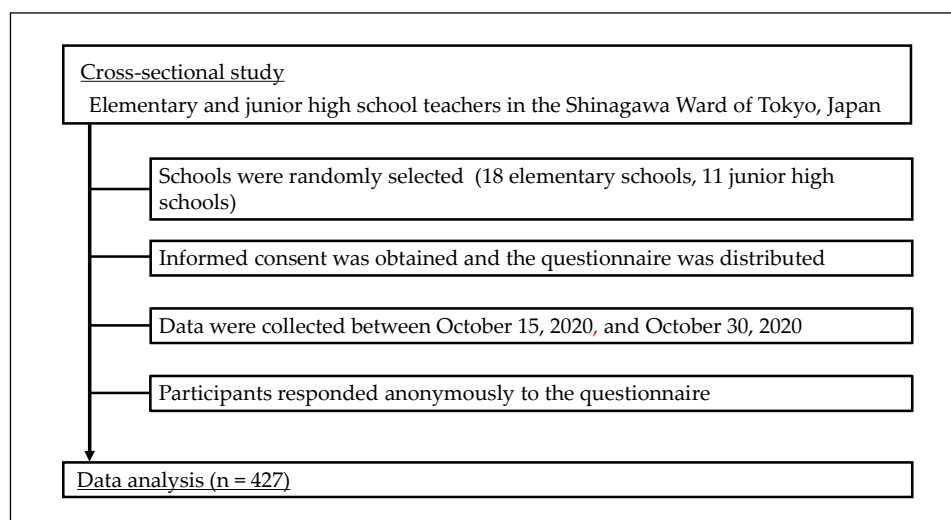 Cross-sectional study
Elementary and junior high school teachers in the Shinagawa Ward of Tokyo, Japan
Schools were randomly selected (18 elementary schools, 11 junior high
schools)
Informed consent was obtained and the questionnaire was distributed
Data were collected between October 15, 2020, and October 30, 2020
Participants responded anonymously to the questionnaire
Data analysis (n = 427)